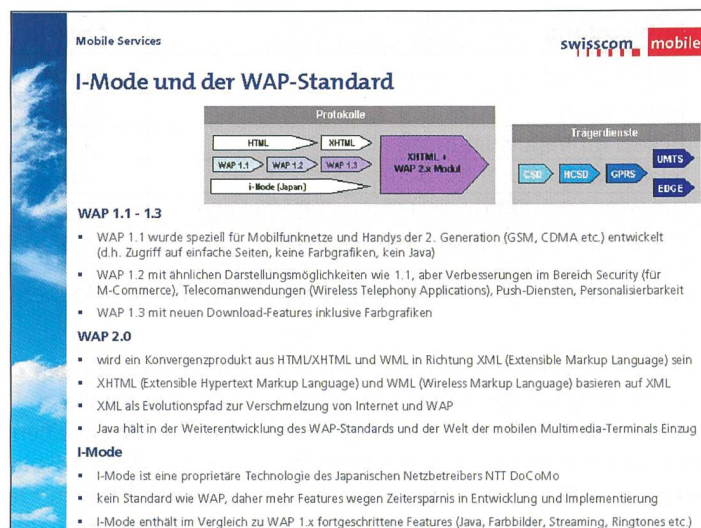 Mobile Services
swisscom mobile
I-Mode und der WAP-Standard
Protokolle
Trägerdienste
HTML XHTML
WAP 1.1 WAP 1.2 WAP 1.3
i-Mode (Japan)
XHTML +
WAP 2.x Modul
CSD HCSD GPRS
UMTS
EDGE
WAP 1.1 - 1.3
▪ WAP 1.1 wurde speziell für Mobilfunknetze und Handys der 2. Generation (GSM, CDMA etc.) entwickelt
(d.h. Zugriff auf einfache Seiten, keine Farbgrafiken, kein Java)
▪ WAP 1.2 mit ähnlichen Darstellungsmöglichkeiten wie 1.1, aber Verbesserungen im Bereich Security (für
M-Commerce), Telecomanwendungen (Wireless Telephony Applications), Push-Diensten, Personalisierbarkeit
▪ WAP 1.3 mit neuen Download-Features inklusive Farbgrafiken
WAP 2.0
▪ wird ein Konvergenzprodukt aus HTML/XHTML und WML in Richtung XML (Extensible Markup Language) sein
▪ XHTML (Extensible Hypertext Markup Language) und WML (Wireless Markup Language) basieren auf XML
▪ XML als Evolutionspfad zur Verschmelzung von Internet und WAP
▪ Java hält in der Weiterentwicklung des WAP-Standards und der Welt der mobilen Multimedia-Terminals Einzug
I-Mode
▪ I-Mode ist eine proprietäre Technologie des Japanischen Netzbetreibers NTT DoCoMo
▪ kein Standard wie WAP, daher mehr Features wegen Zeitersparnis in Entwicklung und Implementierung
▪ I-Mode enthält im Vergleich zu WAP 1.x fortgeschrittene Features (Java, Farbbilder, Streaming, Ringtones etc.)